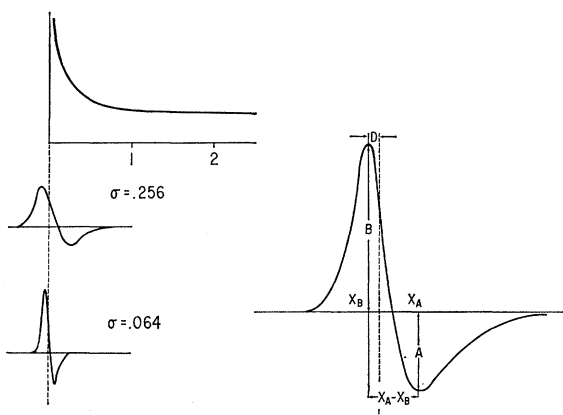 1 2
σ = .256
σ = .064
D
B
X_B X_A
A
X_A-X_B